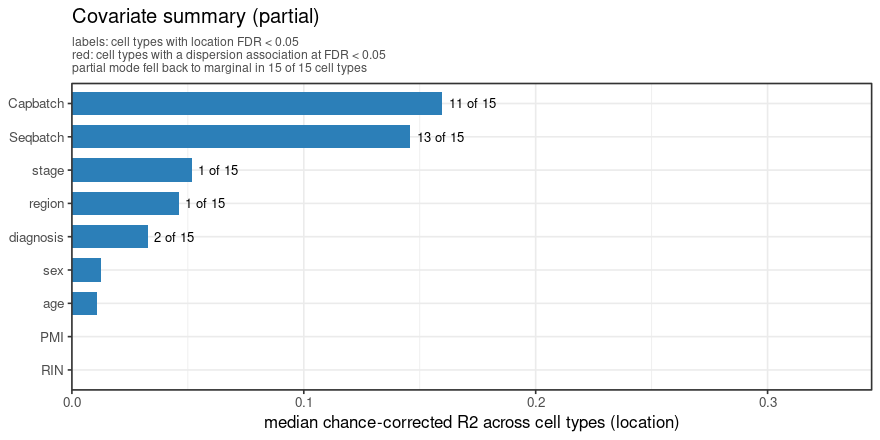 Covariate summary (partial)
labels: cell types with location FDR < 0.05
red: cell types with a dispersion association at FDR < 0.05
partial mode fell back to marginal in 15 of 15 cell types
Capbatch 11 of 15
Seqbatch 13 of 15
stage 1 of 15
region 1 of 15
diagnosis 2 of 15
sex
age
PMI
RIN
0.0 0.1 0.2 0.3
median chance-corrected R2 across cell types (location)